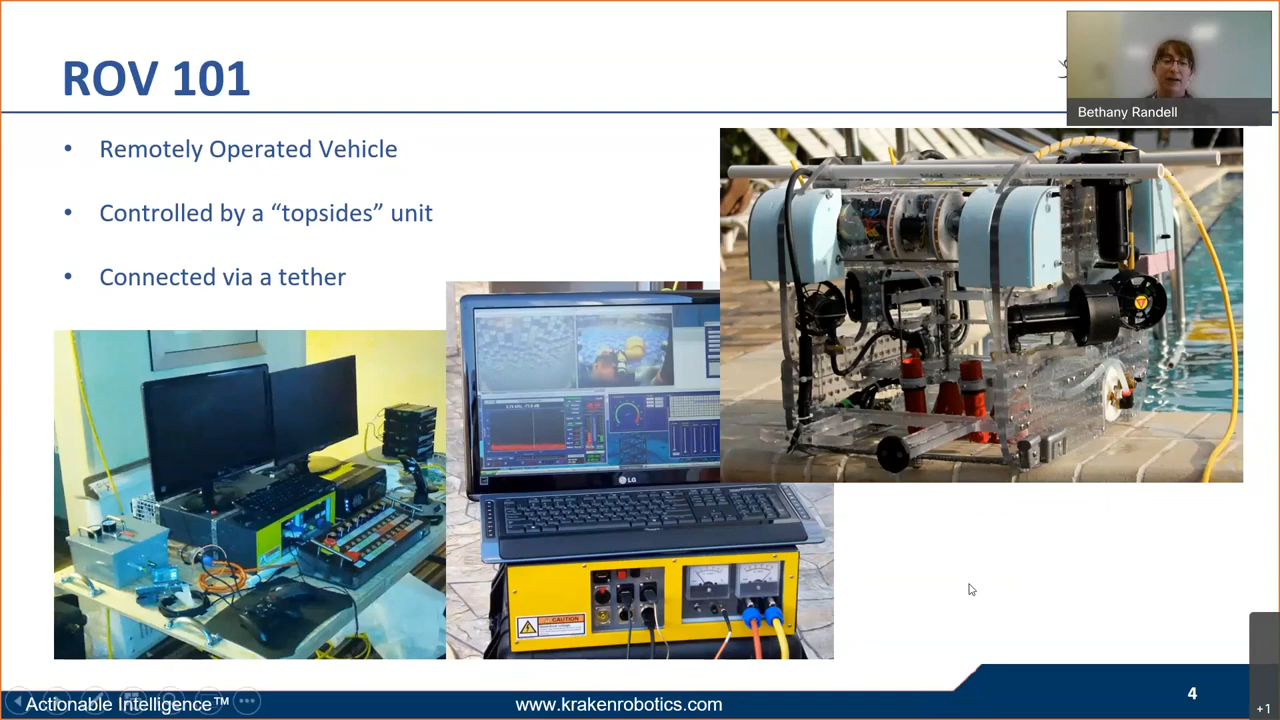 ROV 101
Bethany Randell
• Remotely Operated Vehicle
• Controlled by a “topsides” unit
• Connected via a tether
LG
CAUTION
Actionable Intelligence™
www.krakenrobotics.com
4
+1